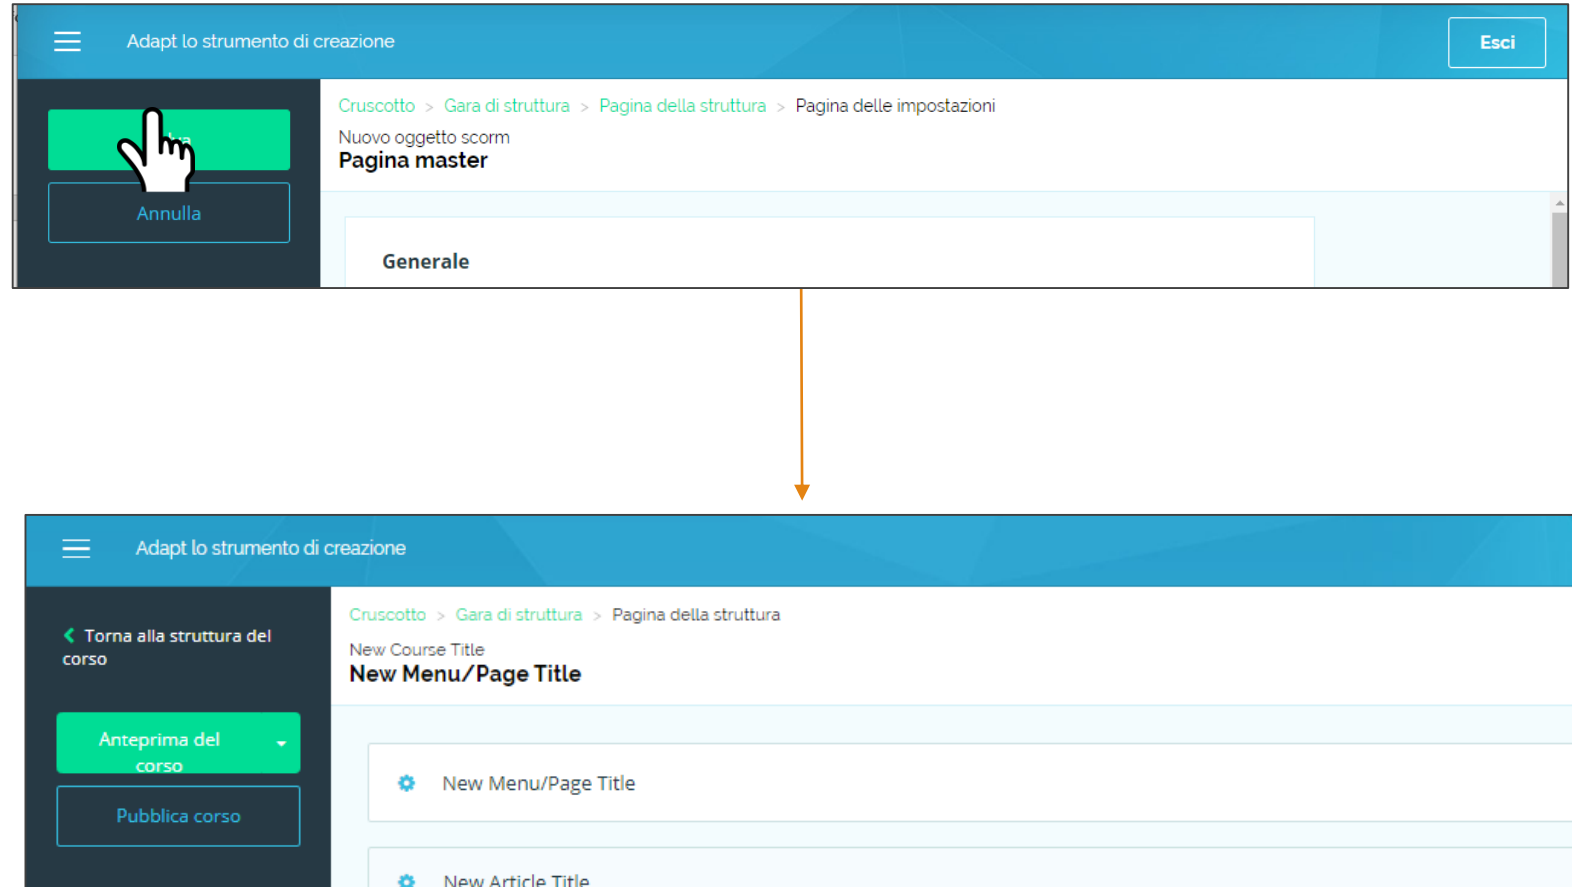 Adapt lo strumento di creazione
Esci
Cruscotto > Gara di struttura > Pagina della struttura > Pagina delle impostazioni
Nuovo oggetto scorm
Pagina master
Annulla
Generale
Adapt lo strumento di creazione
Cruscotto > Gara di struttura > Pagina della struttura
Torna alla struttura del
corso
New Course Title
New Menu/Page Title
Anteprima del
corso
Pubblica corso
New Menu/Page Title
New Article Title